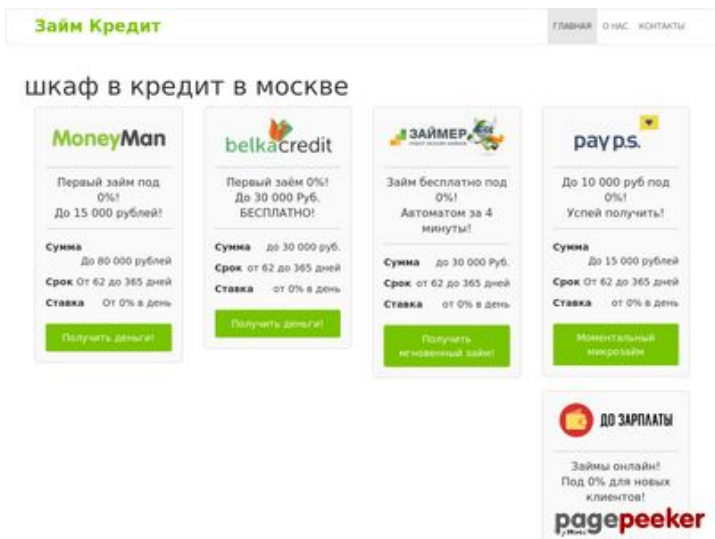 Займ Кредит
ГЛАВНАЯ О НАС КОНТАКТЫ
шкаф в кредит в москве
MoneyMan
Первый займ под
0%!
До 15 000 рублей!
Сумма
До 80 000 рублей
Срок От 62 до 365 дней
Ставка От 0% в день
Получить деньги!
belkacredit
Первый заём 0%!
До 30 000 Руб.
БЕСПЛАТНО!
Сумма до 30 000 руб.
Срок от 62 до 365 дней
Ставка от 0% в день
Получить деньги!
ЗАЙМЕР
Займ бесплатно под
0%!
Автоматом за 4
минуты!
Сумма до 30 000 Руб.
Срок от 62 до 365 дней
Ставка от 0% в день
Получить
мгновенный займ!
pay p.s.
До 10 000 руб под
0%!
Успей получить!
Сумма
До 15 000 рублей
Срок От 62 до 365 дней
Ставка от 0% в день
Моментальный
микрозайм
ДО ЗАРПЛАТЫ
Займы онлайн!
Под 0% для новых
клиентов!
pagepeeker